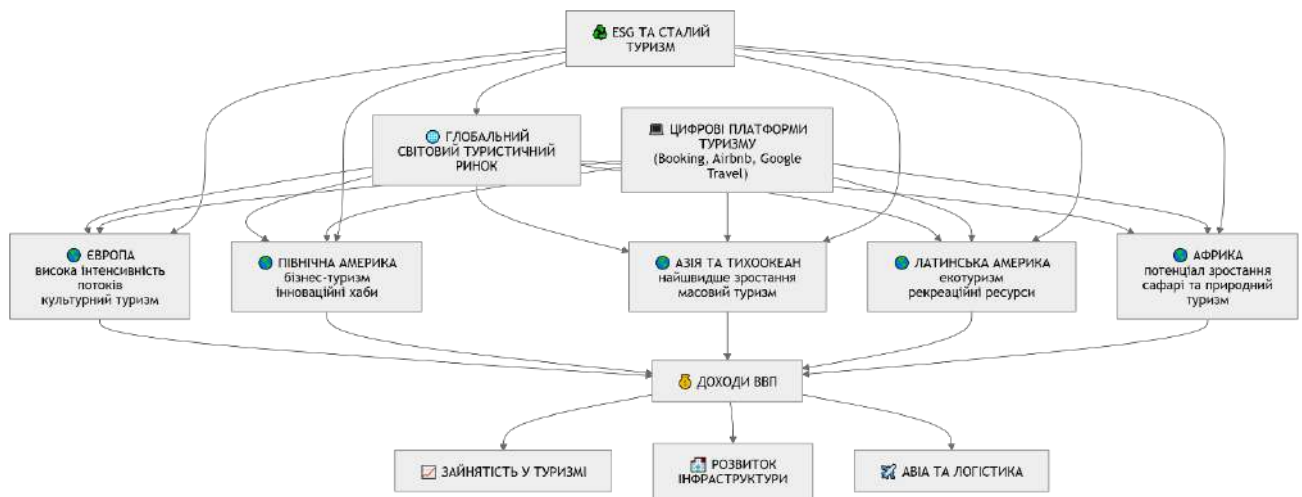 ESG ТА СТАЛИЙ
ТУРИЗМ
ГЛОБАЛЬНИЙ
СВІТОВИЙ ТУРИСТИЧНИЙ
РИНОК
ЦИФРОВІ ПЛАТФОРМИ
ТУРИЗМУ
(Booking, Airbnb, Google
Travel)
ЄВРОПА
висока інтенсивність
потоків
культурний туризм
ПІВНІЧНА АМЕРИКА
бізнес-туризм
інноваційні хаби
АЗІЯ ТА ТИХООКЕАН
найшвидше зростання
масовий туризм
ЛАТИНСЬКА АМЕРИКА
екотуризм
рекреаційні ресурси
АФРИКА
потенціал зростання
сафарі та природний
туризм
ДОХОДИ ВВП
ЗАЙНЯТІСТЬ У ТУРИЗМІ
РОЗВИТОК
ІНФРАСТРУКТУРИ
АВІА ТА ЛОГІСТИКА